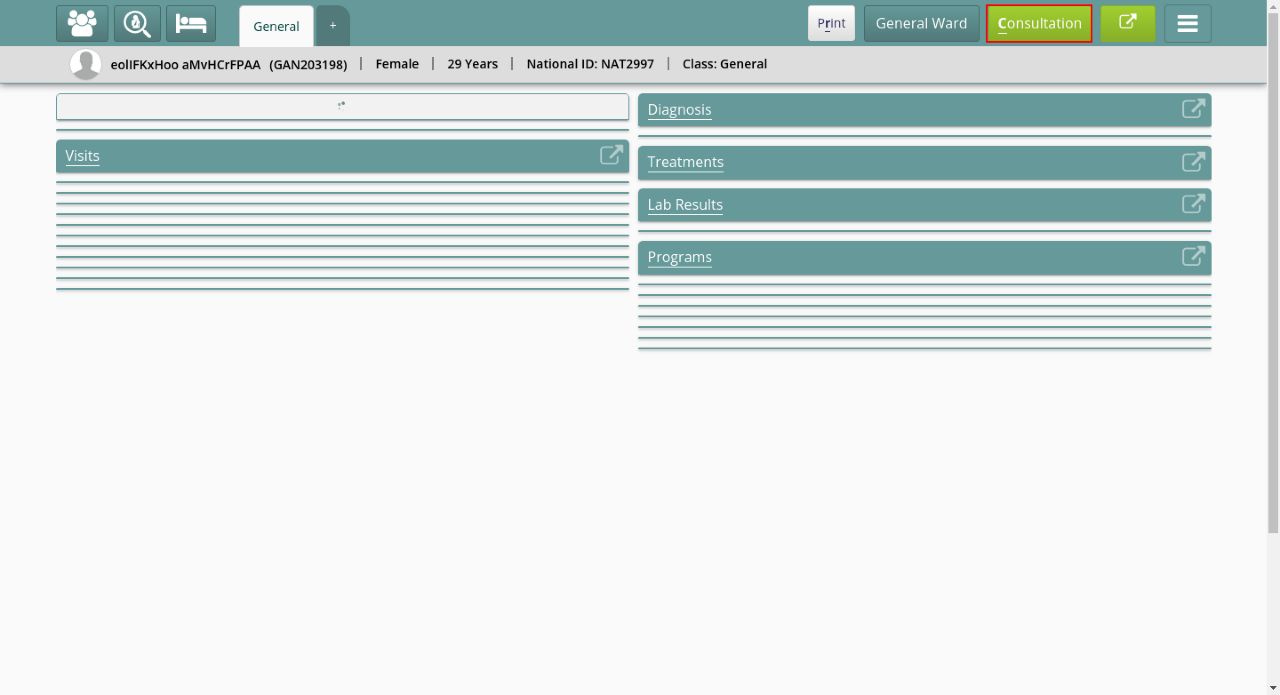 General
+
Print
General Ward
Consultation
eolIFKxHoo aMvHCrFPAA (GAN203198) | Female | 29 Years | National ID: NAT2997 | Class: General
Visits
Diagnosis
Treatments
Lab Results
Programs